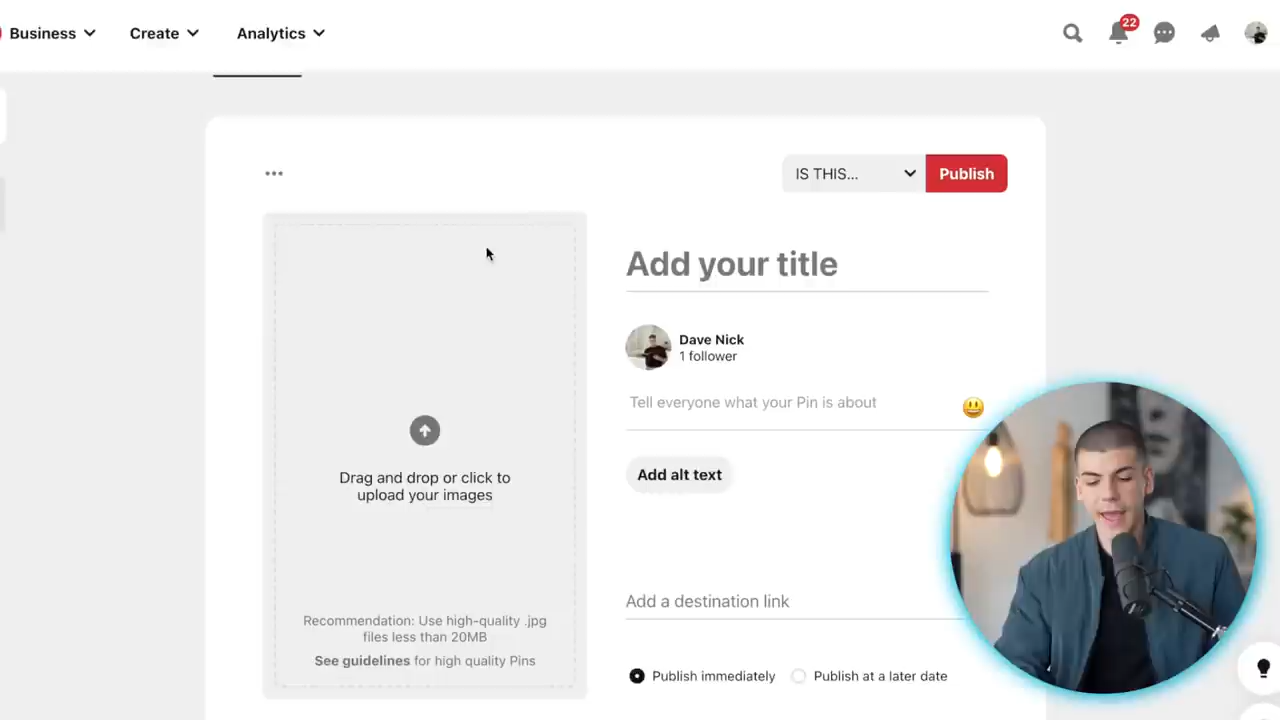 Business
Create
Analytics
22
IS THIS...
Publish
Add your title
Dave Nick
1 follower
Tell everyone what your Pin is about
Add alt text
Drag and drop or click to
upload your images
Add a destination link
Recommendation: Use high-quality .jpg
files less than 20MB
See guidelines for high quality Pins
Publish immediately
Publish at a later date